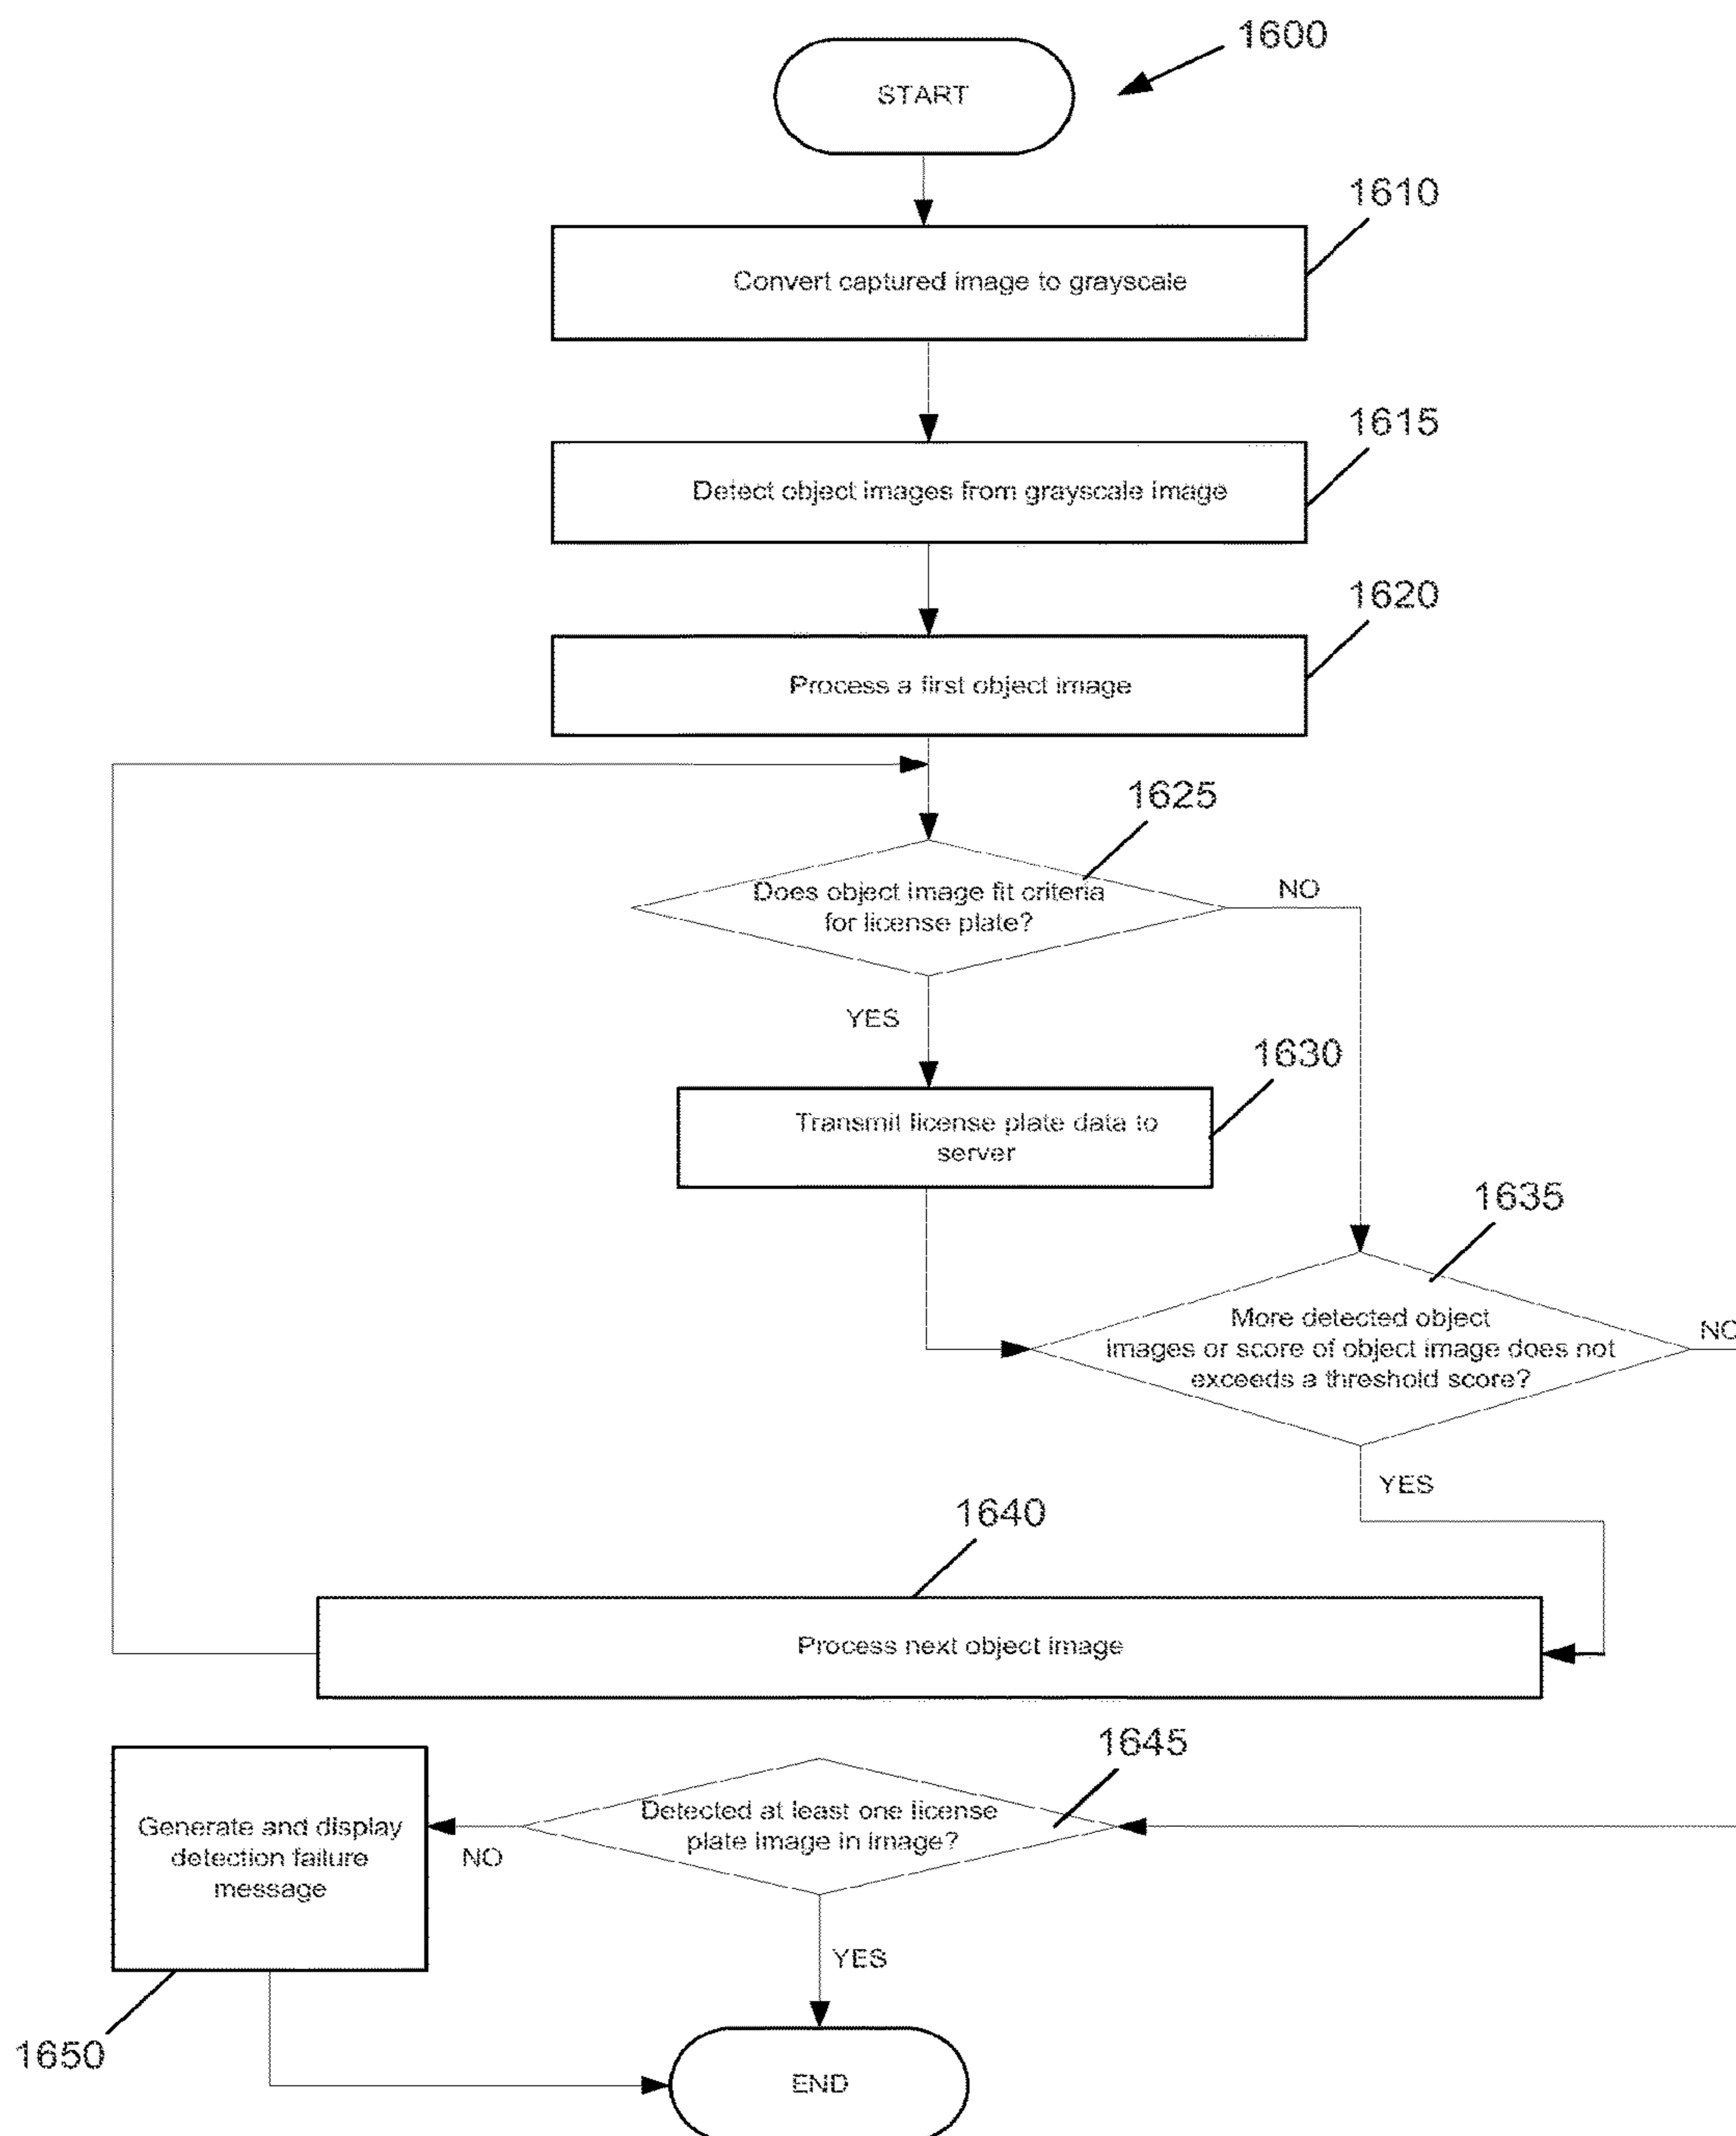 1600
START
1610
Convert captured image to grayscale
1615
Detect object images from grayscale image
1620
Process a first object image
1625
Does object image fit criteria
for license plate?
NO
YES
1630
Transmit license plate data to
server
1635
More detected object
images or score of object image does not
exceeds a threshold score?
NO
YES
1640
Process next object image
1645
Detected at least one license
plate image in image?
Generate and display
detection failure
message
NO
YES
1650
END